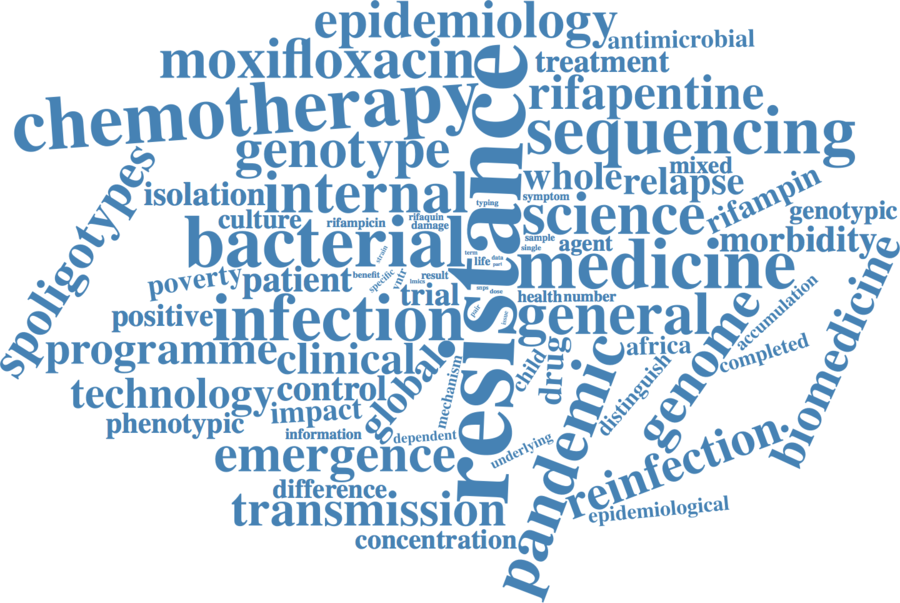 epidemiology
antimicrobial
moxifloxacin
treatment
chemotherapy
rifapentine
sequencing
genotype
resistance
spoligotypes
whole
mixed
relapse
isolation
internal
typing
symptom
rifampin
culture
rifampicin
rifaquin
damage
science
genotypic
bacterial
strain
sample
single
agent
morbidity
term
life
data
part
medicine
poverty
patient
benefit
specific
vntr
result
trial
snps
dose
health
number
positive
infection
general
accumulation
biomedicine
programme
clinical
global
child
drug
africa
completed
genome
technology
control
mechanism
distinguish
phenotypic
impact
information
dependent
underlying
pandemic
emergence
reinfection
difference
transmission
epidemiological
concentration